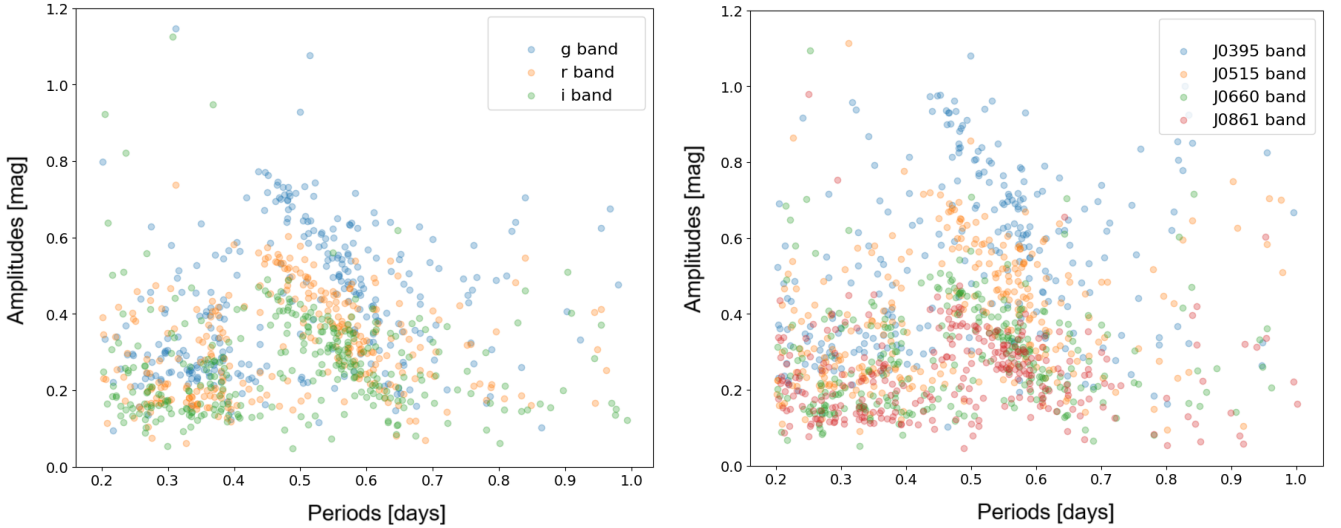 1.2
1.0
0.8
0.6
0.4
0.2
0.0
Amplitudes [mag]
g band
r band
i band
0.2 0.3 0.4 0.5 0.6 0.7 0.8 0.9 1.0
Periods [days]
1.2
1.0
0.8
0.6
0.4
0.2
0.0
Amplitudes [mag]
J0395 band
J0515 band
J0660 band
J0861 band
0.2 0.3 0.4 0.5 0.6 0.7 0.8 0.9 1.0
Periods [days]